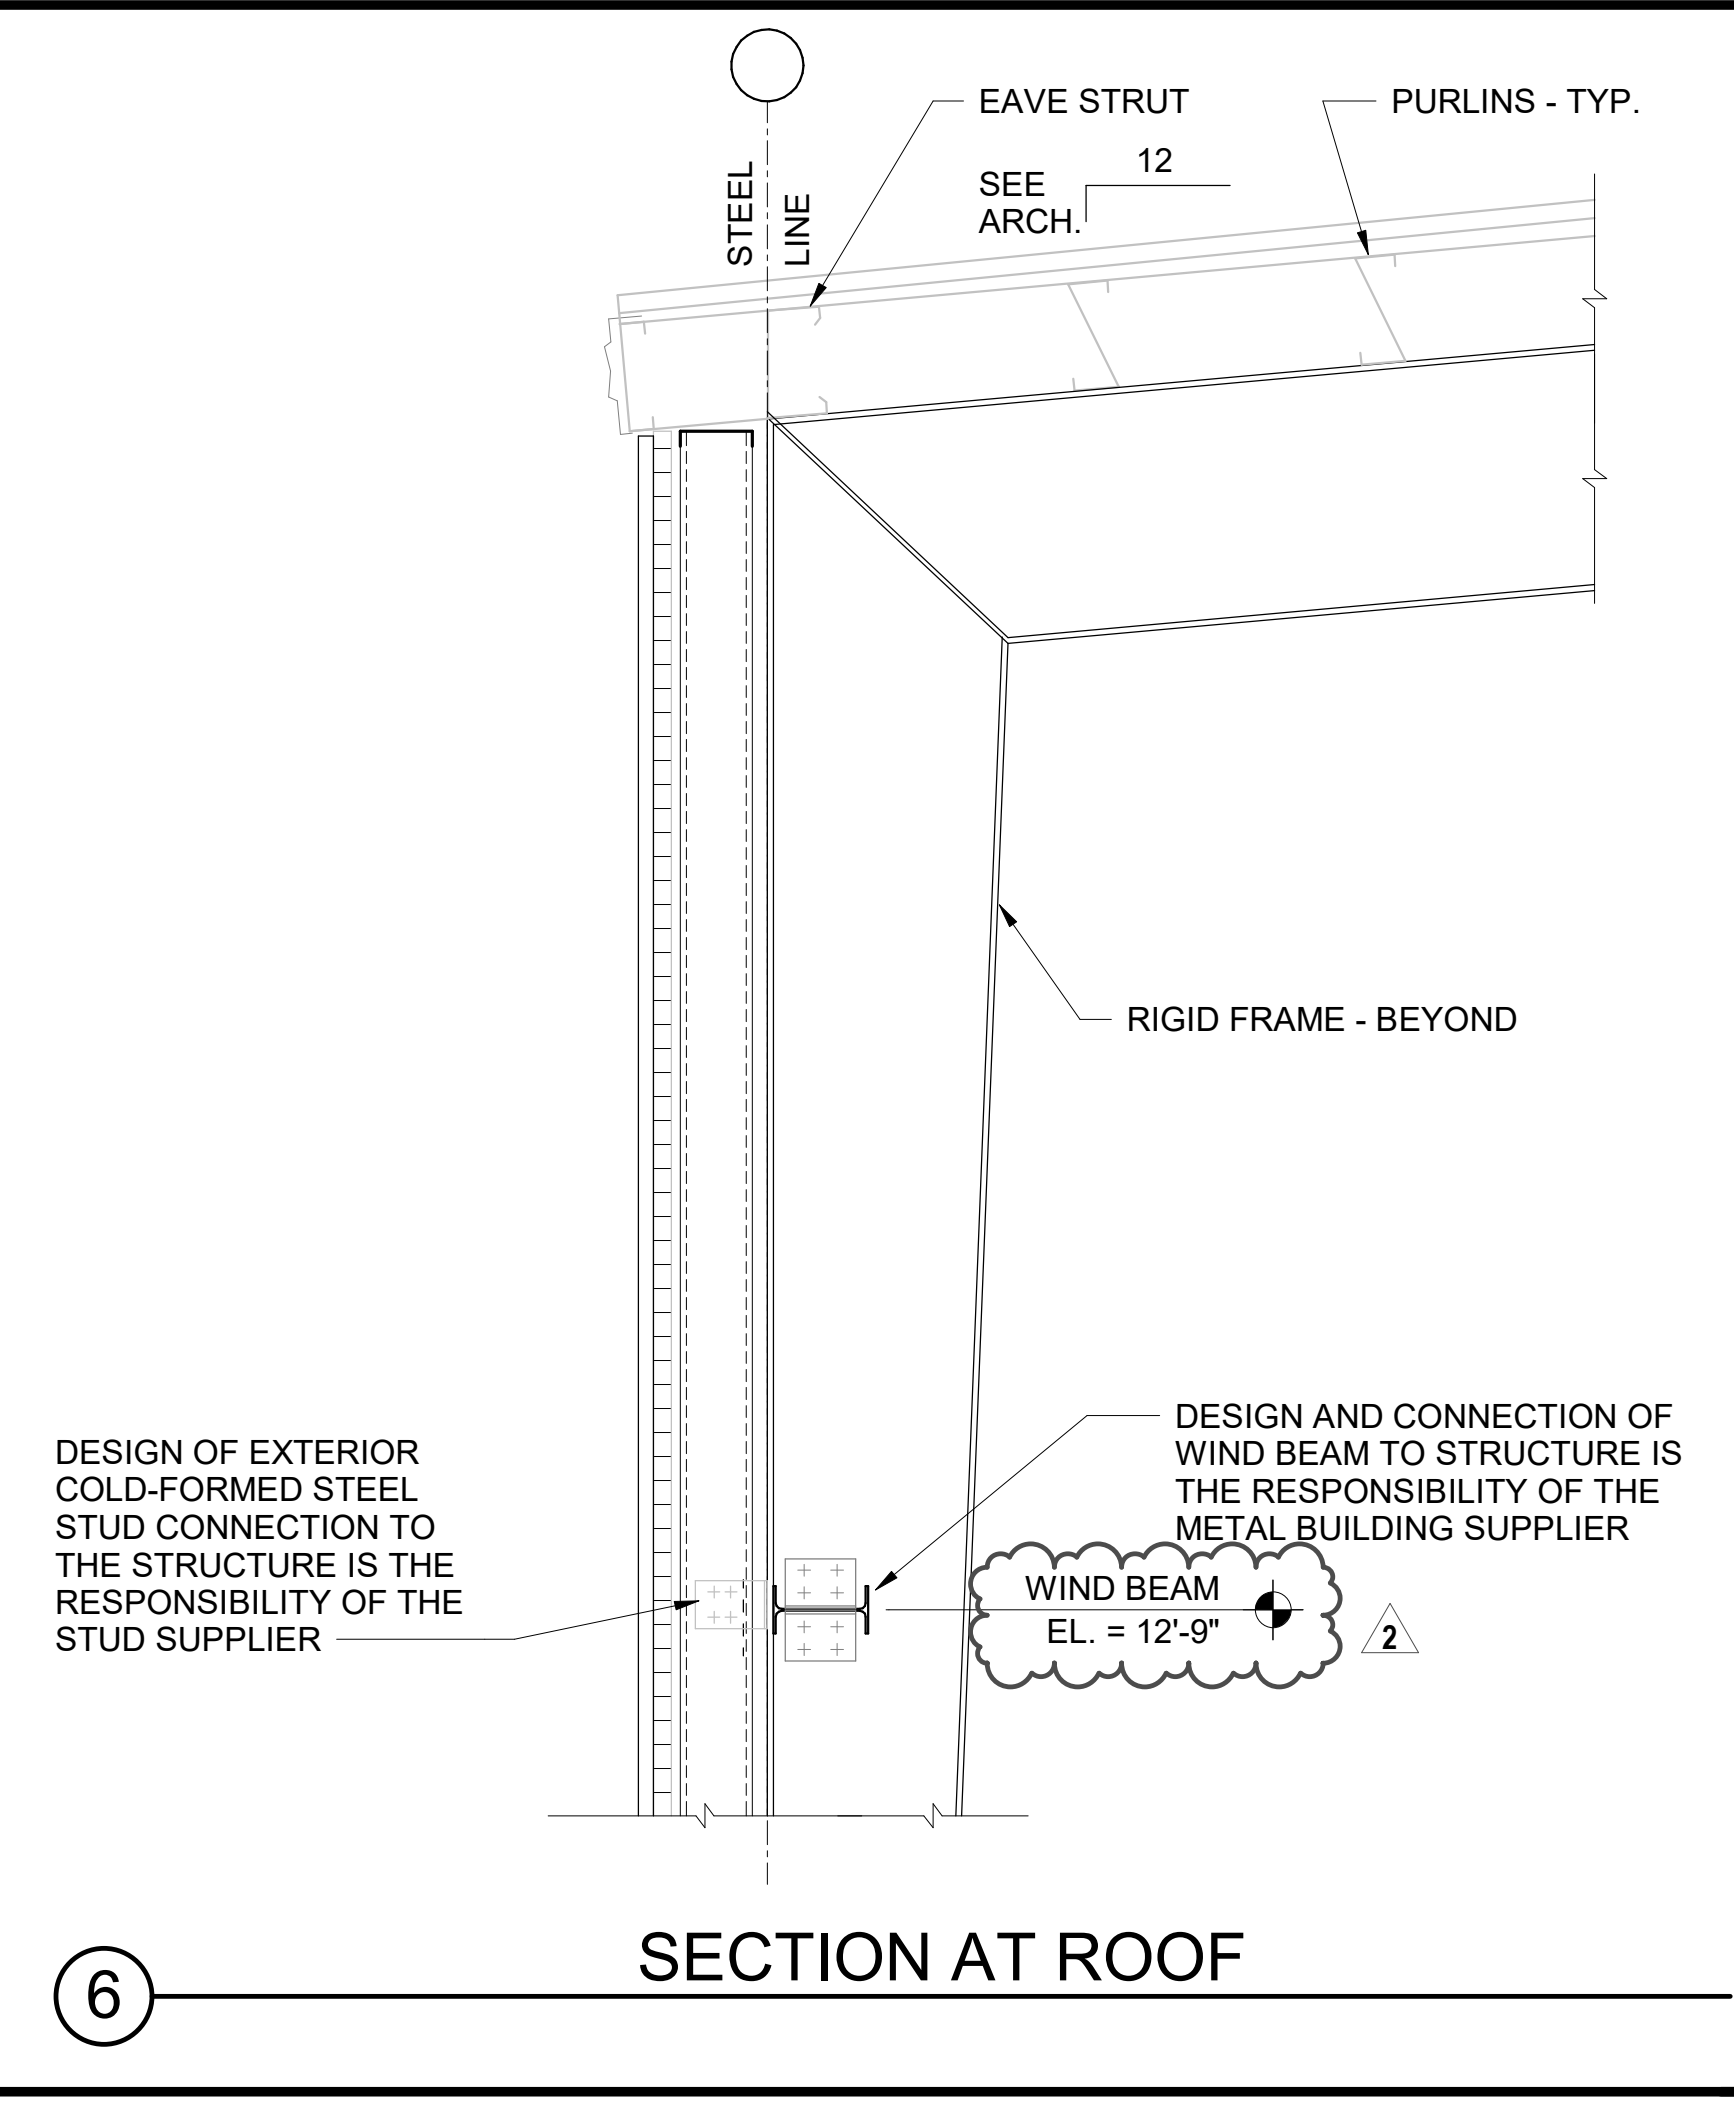 EAVE STRUT
PURLINS - TYP.
12
SEE
ARCH.
STEEL
LINE
RIGID FRAME - BEYOND
DESIGN OF EXTERIOR
COLD-FORMED STEEL
STUD CONNECTION TO
THE STRUCTURE IS THE
RESPONSIBILITY OF THE
STUD SUPPLIER
DESIGN AND CONNECTION OF
WIND BEAM TO STRUCTURE IS
THE RESPONSIBILITY OF THE
METAL BUILDING SUPPLIER
WIND BEAM
EL. = 12'-9"
2
SECTION AT ROOF
6